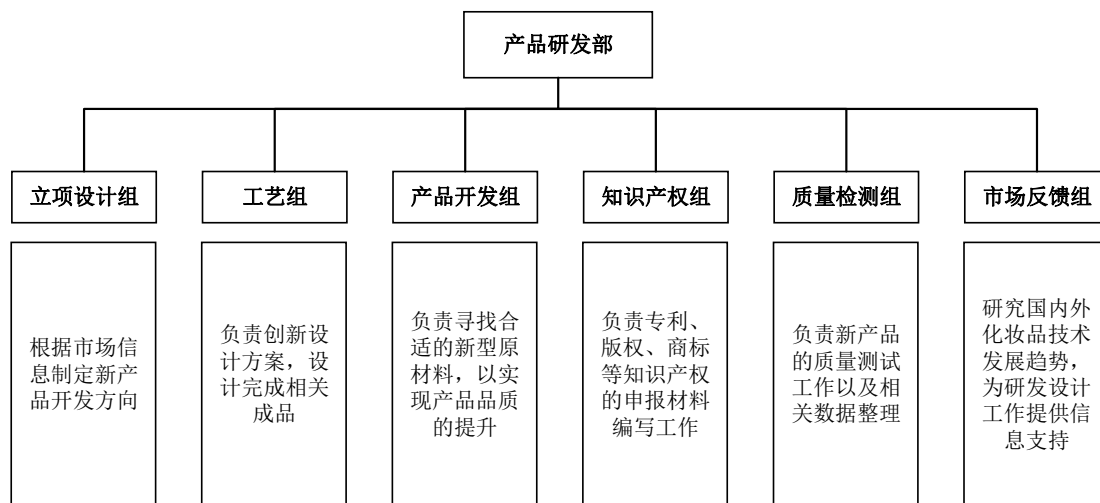 产品研发部
立项设计组
工艺组
产品开发组
知识产权组
质量检测组
市场反馈组
根据市场信
息制定新产
品开发方向
负责创新设
计方案，设
计完成相关
成品
负责寻找合
适的新型原
材料，以实
现产品品质
的提升
负责专利、
版权、商标
等知识产权
的申报材料
编写工作
负责新产品
的质量测试
工作以及相
关数据整理
研究国内外
化妆品技术
发展趋势，
为研发设计
工作提供信
息支持